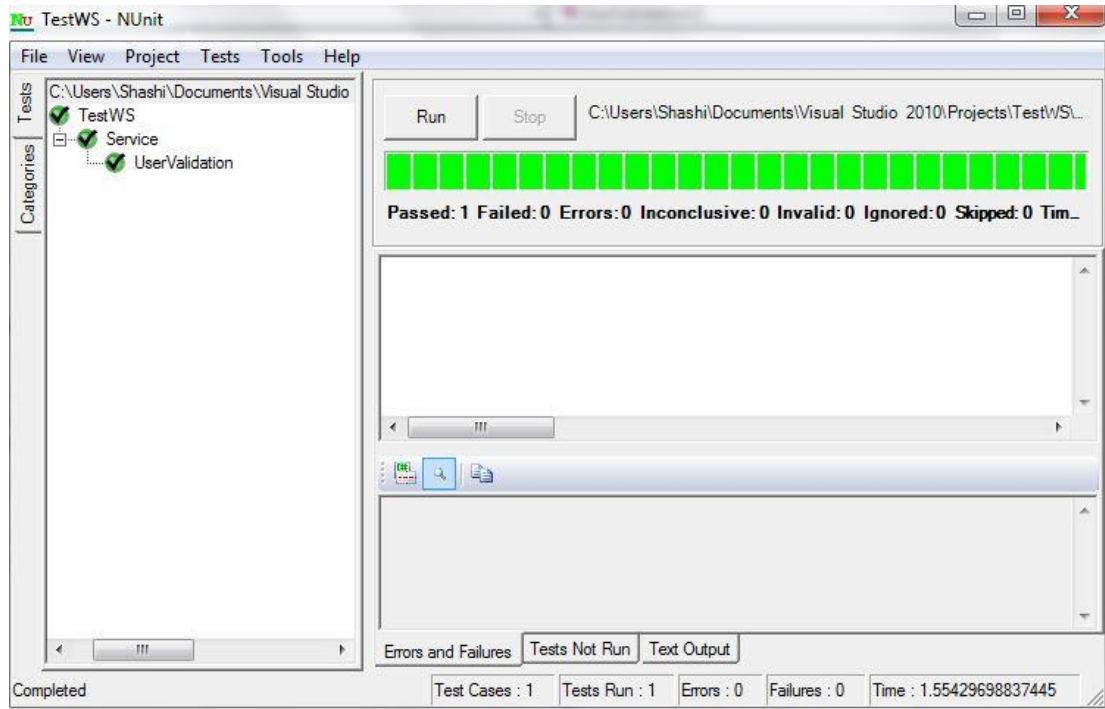 Nu TestWS - NUnit
File View Project Tests Tools Help
Tests
Categories
C:\Users\Shashi\Documents\Visual Studio
TestWS
Service
UserValidation
Run
Stop
C:\Users\Shashi\Documents\Visual Studio 2010\Projects\TestWS\...
Passed: 1 Failed: 0 Errors: 0 Inconclusive: 0 Invalid: 0 Ignored: 0 Skipped: 0 Tim...
Errors and Failures
Tests Not Run
Text Output
Completed
Test Cases : 1
Tests Run : 1
Errors : 0
Failures : 0
Time : 1.55429698837445